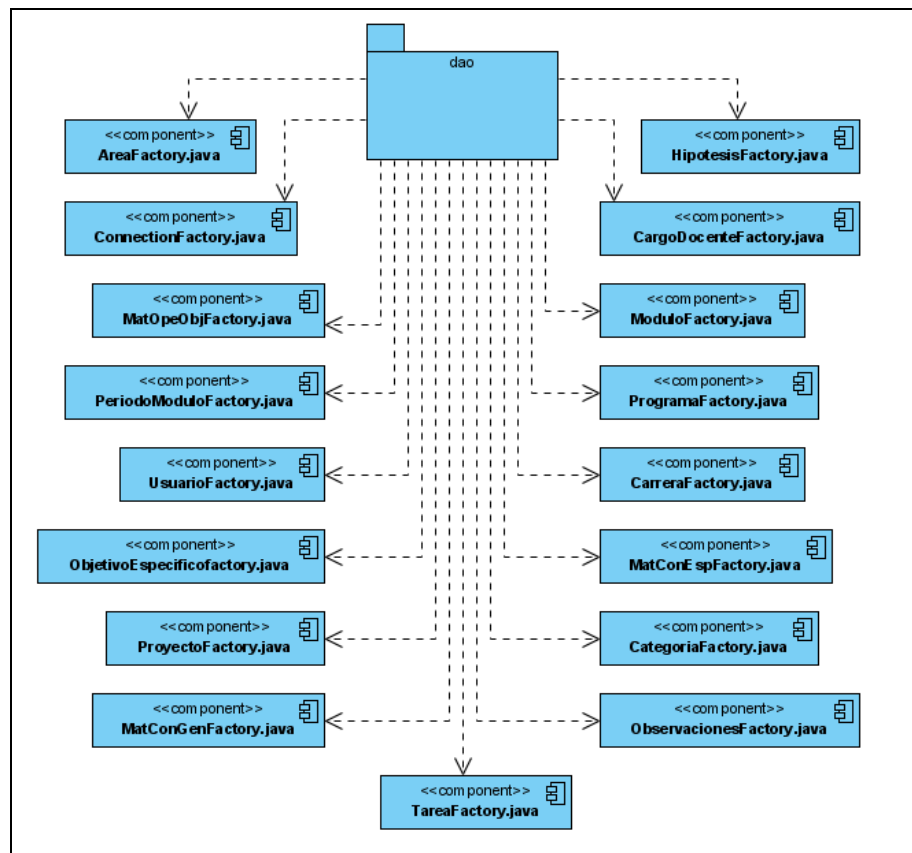 dao
<<component>>
AreaFactory.java
<<component>>
HipotesisFactory.java
<<component>>
ConnectionFactory.java
<<component>>
CargoDocenteFactory.java
<<component>>
MatOpeObjFactory.java
<<component>>
ModuloFactory.java
<<component>>
PeriodoModuloFactory.java
<<component>>
ProgramaFactory.java
<<component>>
UsuarioFactory.java
<<component>>
CarreraFactory.java
<<component>>
ObjetivoEspecificofactory.java
<<component>>
MatConEspFactory.java
<<component>>
ProyectoFactory.java
<<component>>
CategoriaFactory.java
<<component>>
MatConGenFactory.java
<<component>>
ObservacionesFactory.java
<<component>>
TareaFactory.java